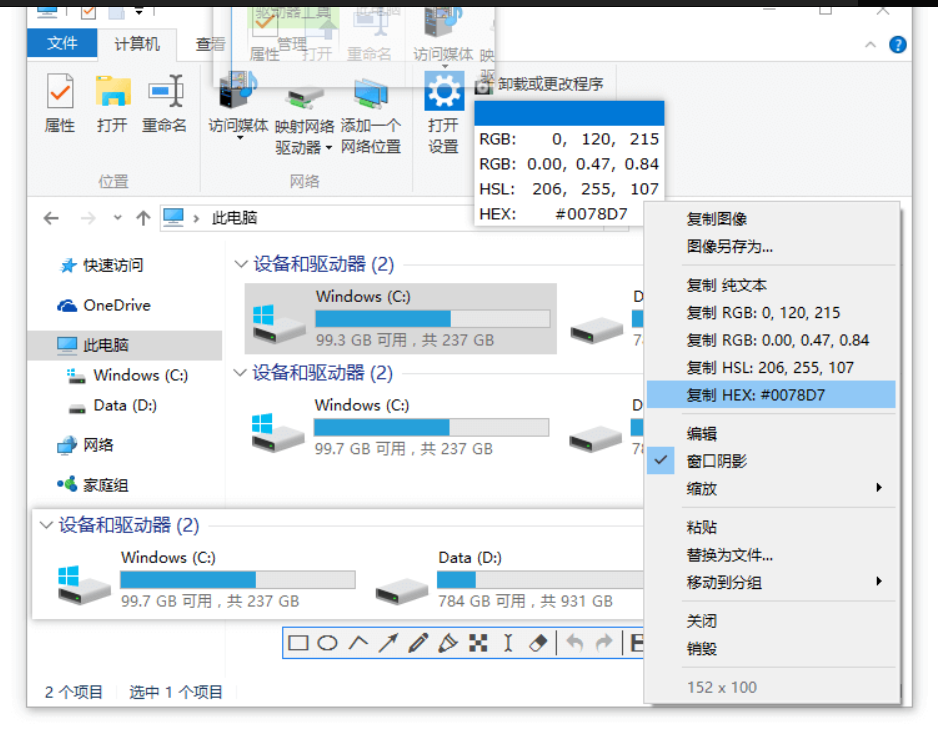 驱动器工具
属性 管理 打开 重命名 访问媒体 映
文件 计算机 查看
卸载或更改程序
属性 打开 重命名 访问媒体 映射网络 添加一个 打开
驱动器 网络位置 设置
位置 网络
RGB: 0, 120, 215
RGB: 0.00, 0.47, 0.84
HSL: 206, 255, 107
HEX: #0078D7
此电脑
快速访问
OneDrive
此电脑
Windows (C:)
Data (D:)
网络
家庭组
设备和驱动器 (2)
Windows (C:)
99.3 GB 可用，共 237 GB
设备和驱动器 (2)
Windows (C:)
99.7 GB 可用，共 237 GB
设备和驱动器 (2)
Windows (C:) Data (D:)
99.7 GB 可用，共 237 GB 784 GB 可用，共 931 GB
2 个项目 选中 1 个项目
复制图像
图像另存为...
复制 纯文本
复制 RGB: 0, 120, 215
复制 RGB: 0.00, 0.47, 0.84
复制 HSL: 206, 255, 107
复制 HEX: #0078D7
编辑
窗口阴影
缩放
粘贴
替换为文件...
移动到分组
关闭
销毁
152 x 100